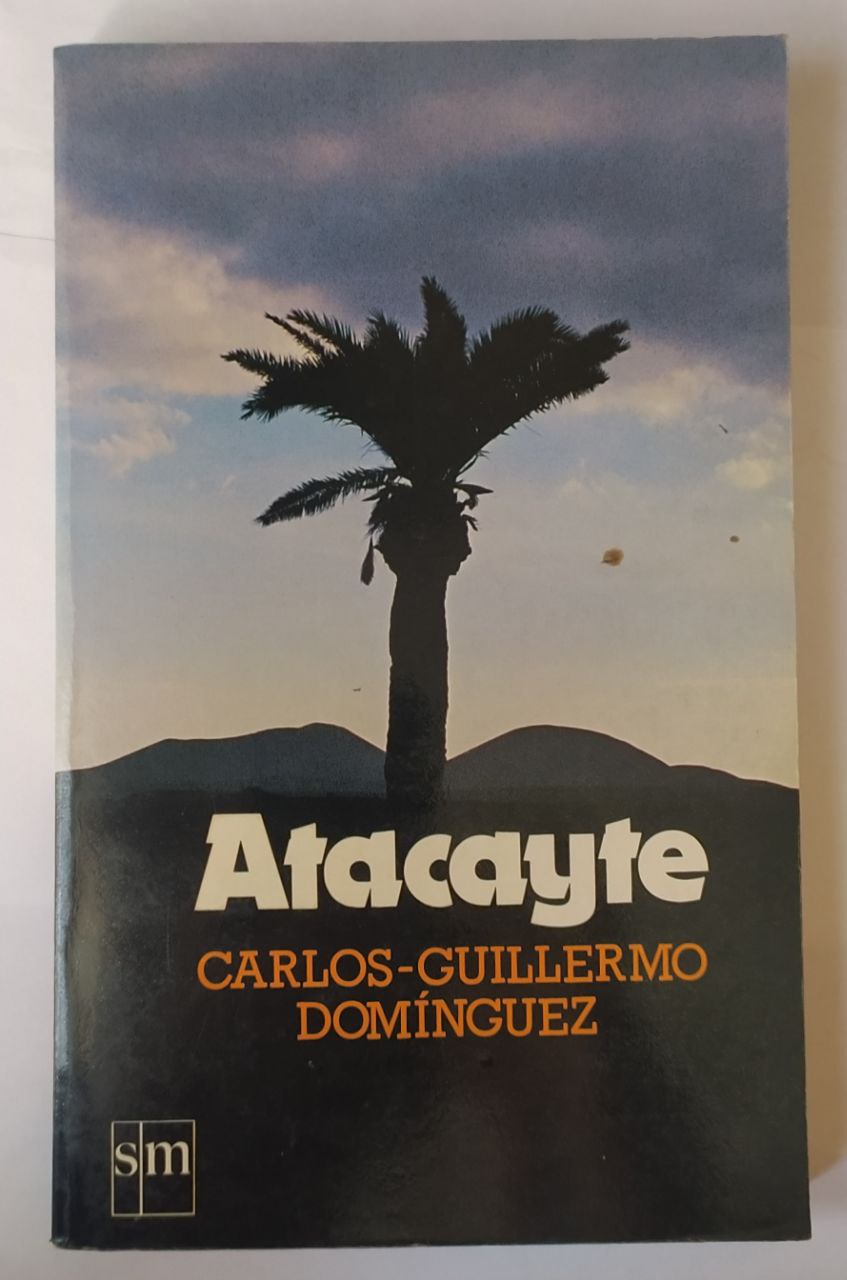 Atacayte
CARLOS-GUILLERMO
DOMÍNGUEZ
sm